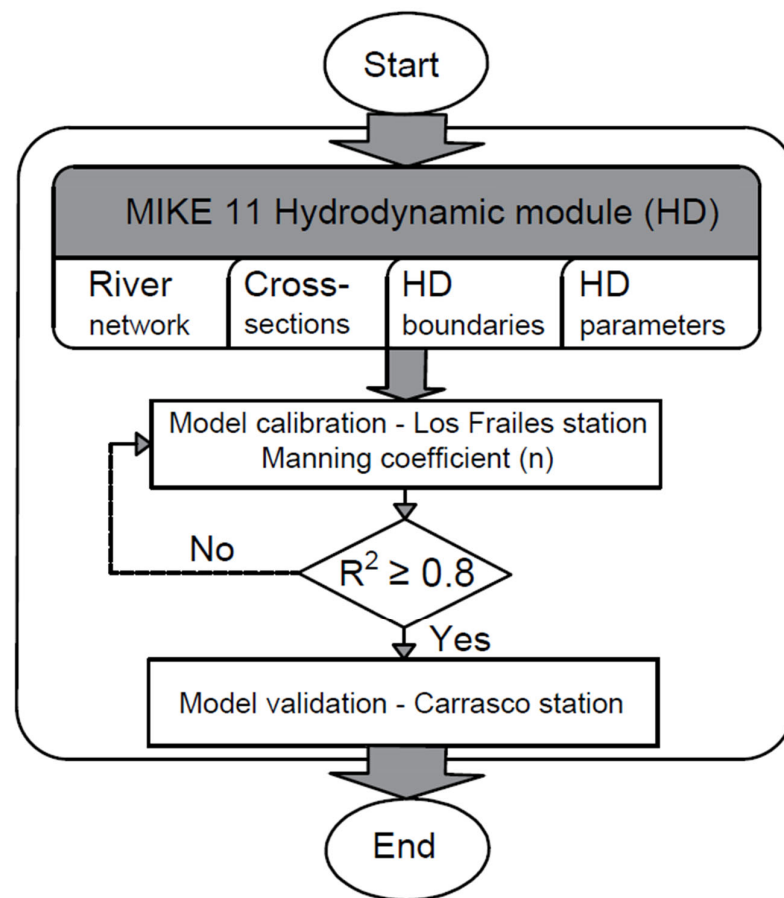 Start
MIKE 11 Hydrodynamic module (HD)
River
network
Cross-
sections
HD
boundaries
HD
parameters
Model calibration - Los Frailes station
Manning coefficient (n)
No
R² ≥ 0.8
Yes
Model validation - Carrasco station
End